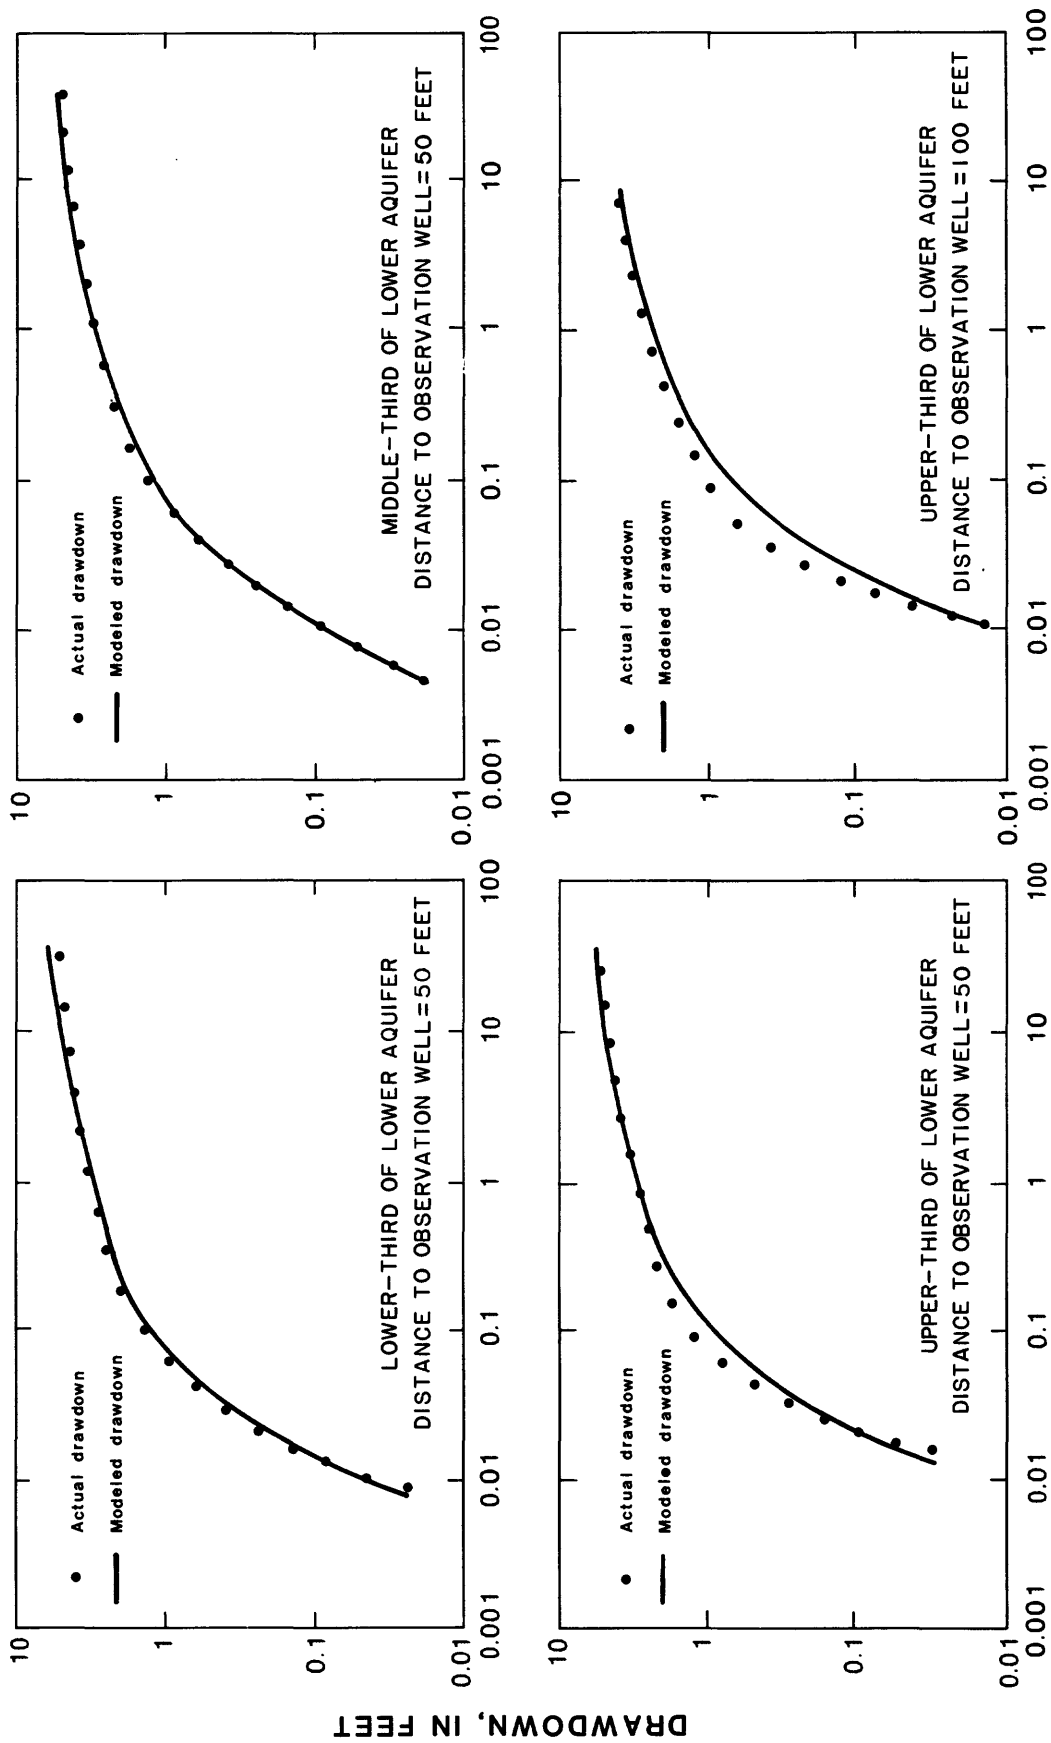 DRAWDOWN, IN FEET
10
1
0.1
0.01
Actual drawdown
Modeled drawdown
LOWER-THIRD OF LOWER AQUIFER
DISTANCE TO OBSERVATION WELL=50 FEET
0.001
0.01
0.1
1
10
100
10
1
0.1
0.01
Actual drawdown
Modeled drawdown
MIDDLE-THIRD OF LOWER AQUIFER
DISTANCE TO OBSERVATION WELL=50 FEET
0.001
0.01
0.1
1
10
100
10
1
0.1
0.01
Actual drawdown
Modeled drawdown
UPPER-THIRD OF LOWER AQUIFER
DISTANCE TO OBSERVATION WELL=50 FEET
0.001
0.01
0.1
1
10
100
10
1
0.1
0.01
Actual drawdown
Modeled drawdown
UPPER-THIRD OF LOWER AQUIFER
DISTANCE TO OBSERVATION WELL=100 FEET
0.001
0.01
0.1
1
10
100